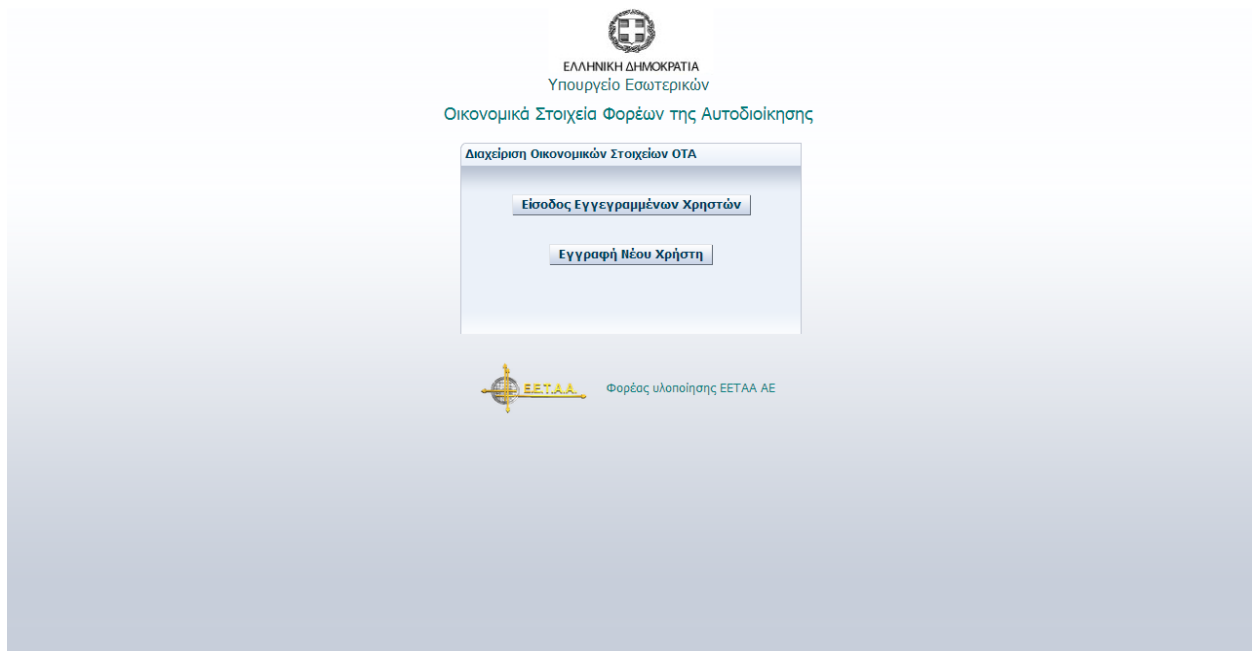 ΕΛΛΗΝΙΚΗ ΔΗΜΟΚΡΑΤΙΑ
Υπουργείο Εσωτερικών
Οικονομικά Στοιχεία Φορέων της Αυτοδιοίκησης
Διαχείριση Οικονομικών Στοιχείων ΟΤΑ
Είσοδος Εγγεγραμμένων Χρηστών
Εγγραφή Νέου Χρήστη
Ε.Ε.Τ.Α.Α.
Φορέας υλοποίησης ΕΕΤΑΑ ΑΕ